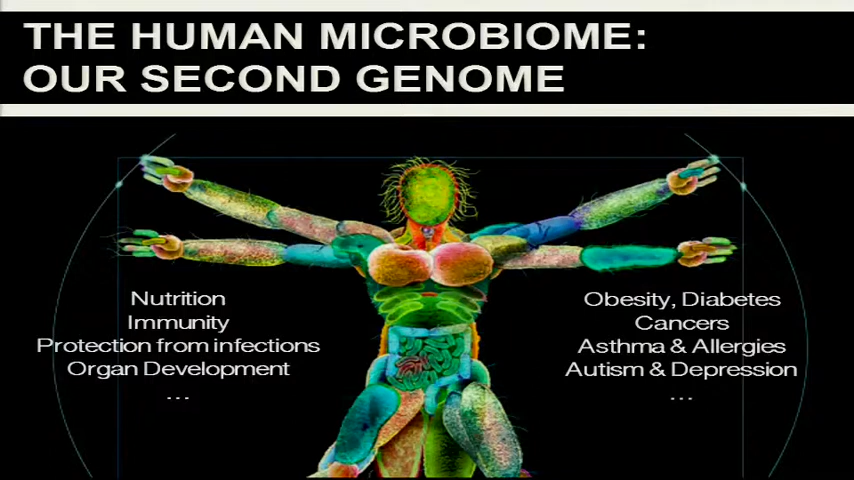 THE HUMAN MICROBIOME:
OUR SECOND GENOME
Nutrition
Immunity
Protection from infections
Organ Development
...
Obesity, Diabetes
Cancers
Asthma & Allergies
Autism & Depression
...